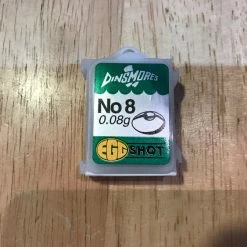 DINSMORES
No 8
0.08g
EGG SHOT